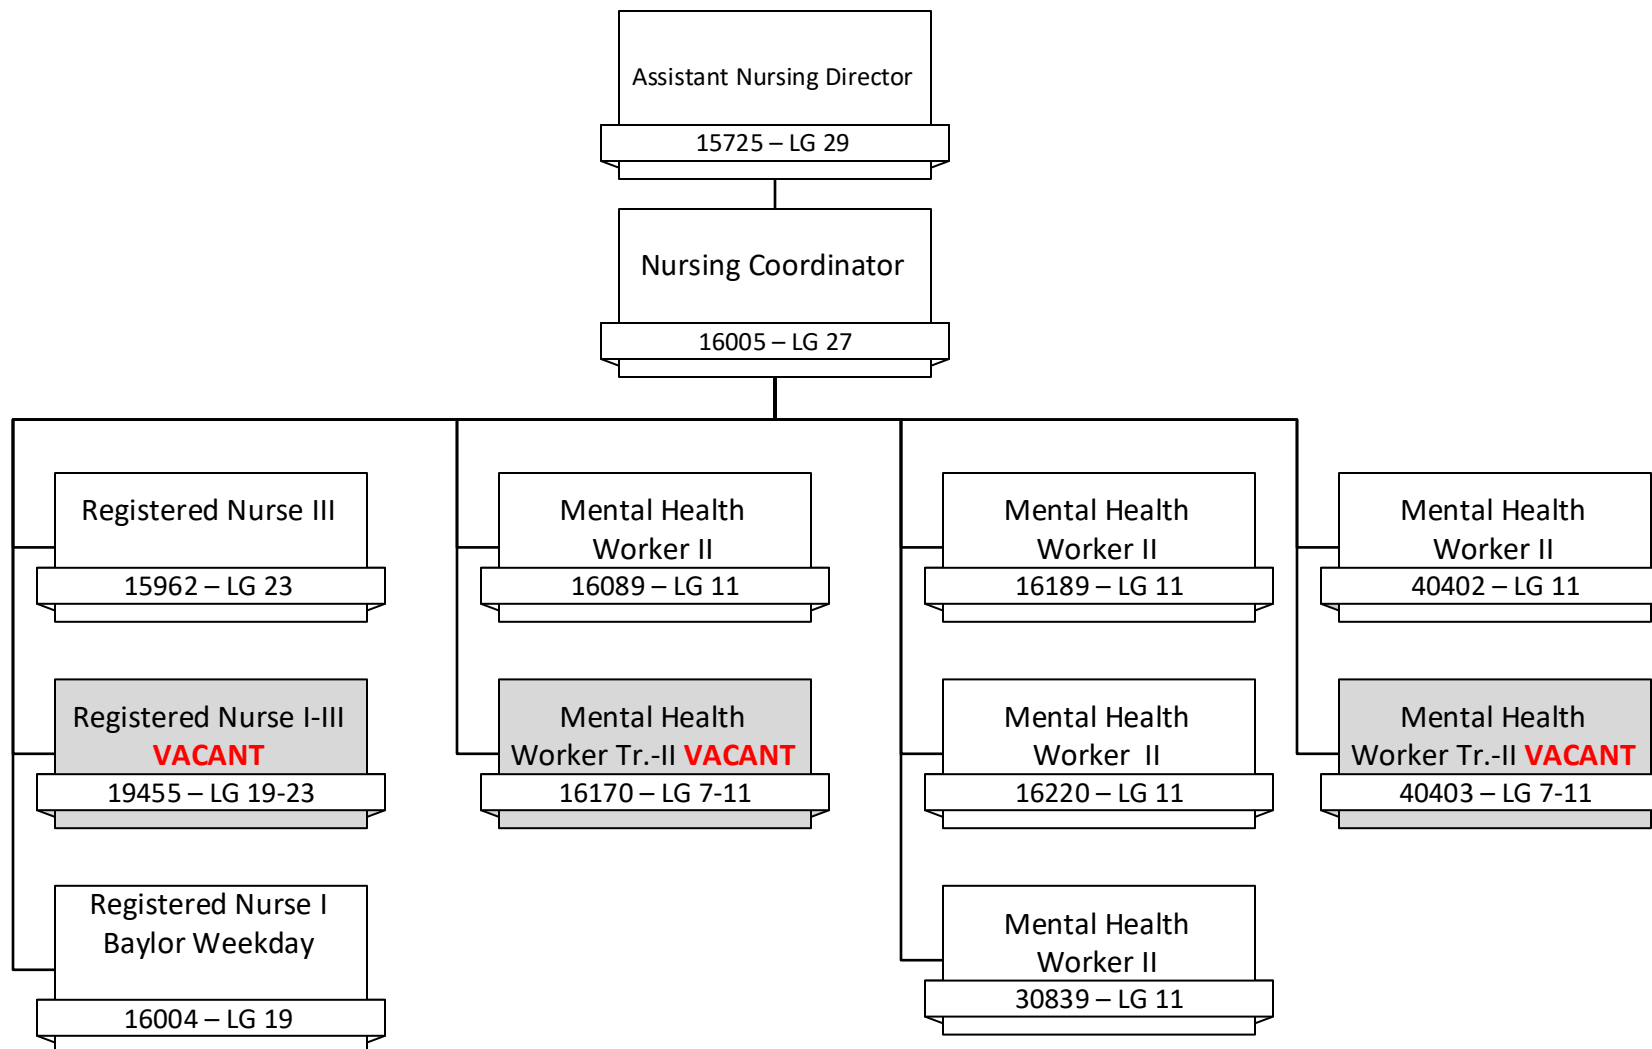 Assistant Nursing Director
15725 – LG 29
Nursing Coordinator
16005 – LG 27
Registered Nurse III
15962 – LG 23
Registered Nurse I-III
VACANT
19455 – LG 19-23
Registered Nurse I
Baylor Weekday
16004 – LG 19
Mental Health
Worker II
16089 – LG 11
Mental Health
Worker Tr.-II VACANT
16170 – LG 7-11
Mental Health
Worker II
16189 – LG 11
Mental Health
Worker  II
16220 – LG 11
Mental Health
Worker II
30839 – LG 11
Mental Health
Worker II
40402 – LG 11
Mental Health
Worker Tr.-II VACANT
40403 – LG 7-11